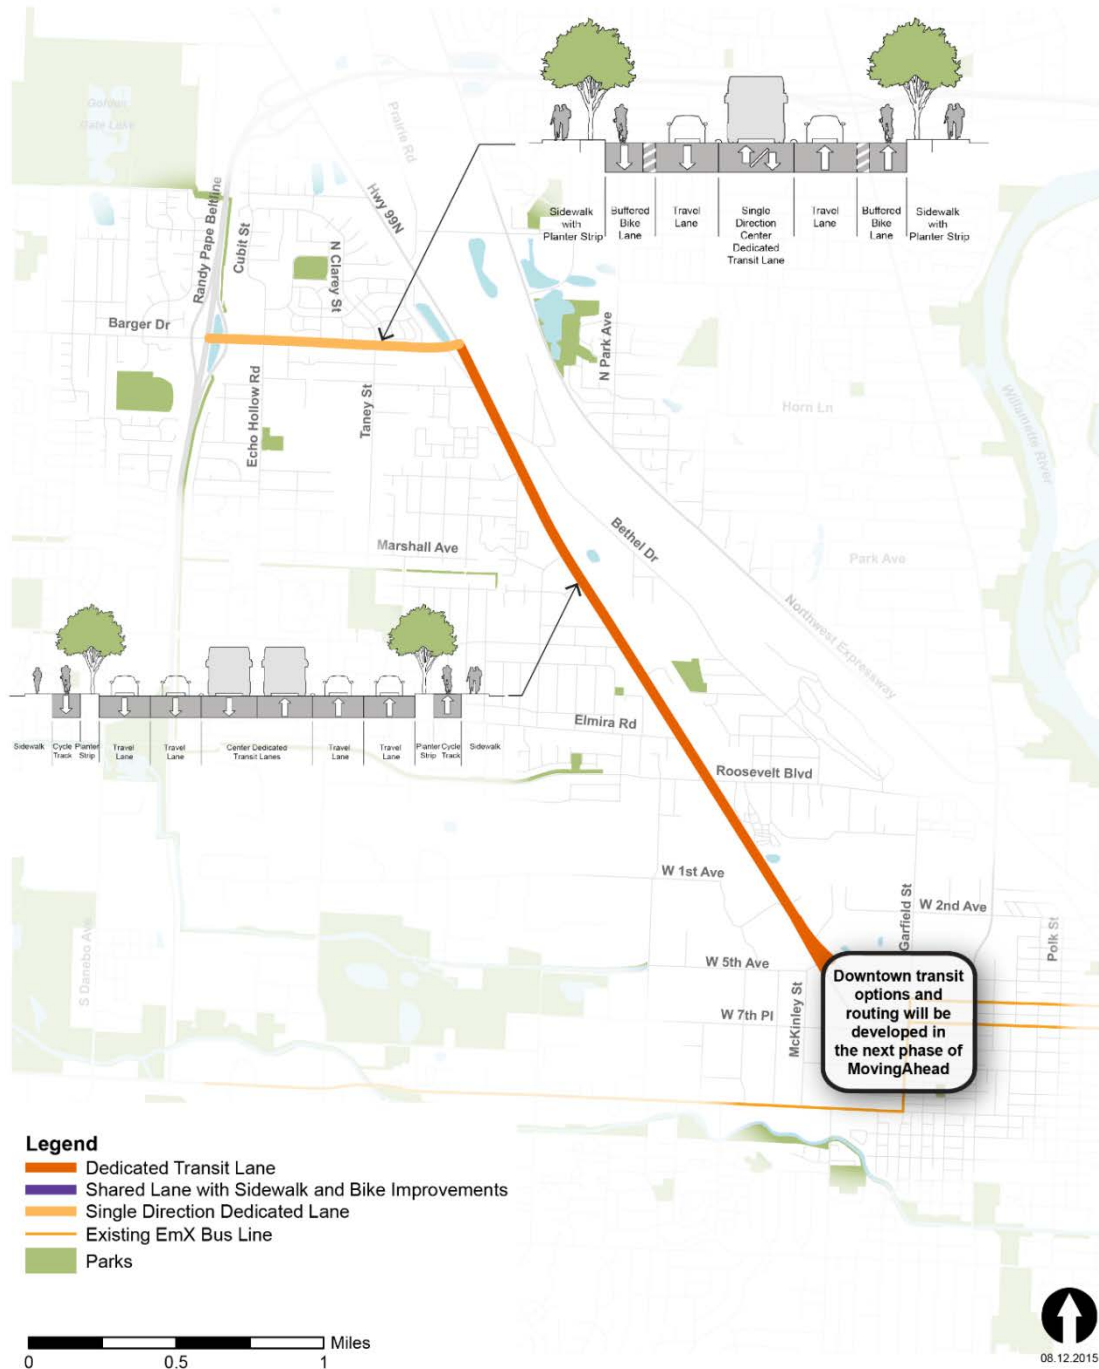 Golden
Gate Lake
Prairie Rd
Hwy 99N
Randy Pape Beltline
Cubit St
N Clarey St
Barger Dr
Echo Hollow Rd
Taney St
N Park Ave
Horn Ln
Willamette River
Sidewalk
with
Planter Strip
Buffered
Bike
Lane
Travel
Lane
Single
Direction
Center
Dedicated
Transit Lane
Travel
Lane
Buffered
Bike
Lane
Sidewalk
with
Planter Strip
Marshall Ave
Bethel Dr
Park Ave
Northwest Expressway
Sidewalk
Cycle
Track
Planter
Strip
Travel
Lane
Travel
Lane
Center Dedicated
Transit Lanes
Travel
Lane
Travel
Lane
Planter
Strip
Cycle
Track
Sidewalk
Elmira Rd
Roosevelt Blvd
W 1st Ave
W 2nd Ave
Garfield St
Polk St
S Danebo Ave
W 5th Ave
W 7th Pl
McKinley St
Downtown transit
options and
routing will be
developed in
the next phase of
MovingAhead
Legend
Dedicated Transit Lane
Shared Lane with Sidewalk and Bike Improvements
Single Direction Dedicated Lane
Existing EmX Bus Line
Parks
Miles
0 0.5 1
08.12.2015